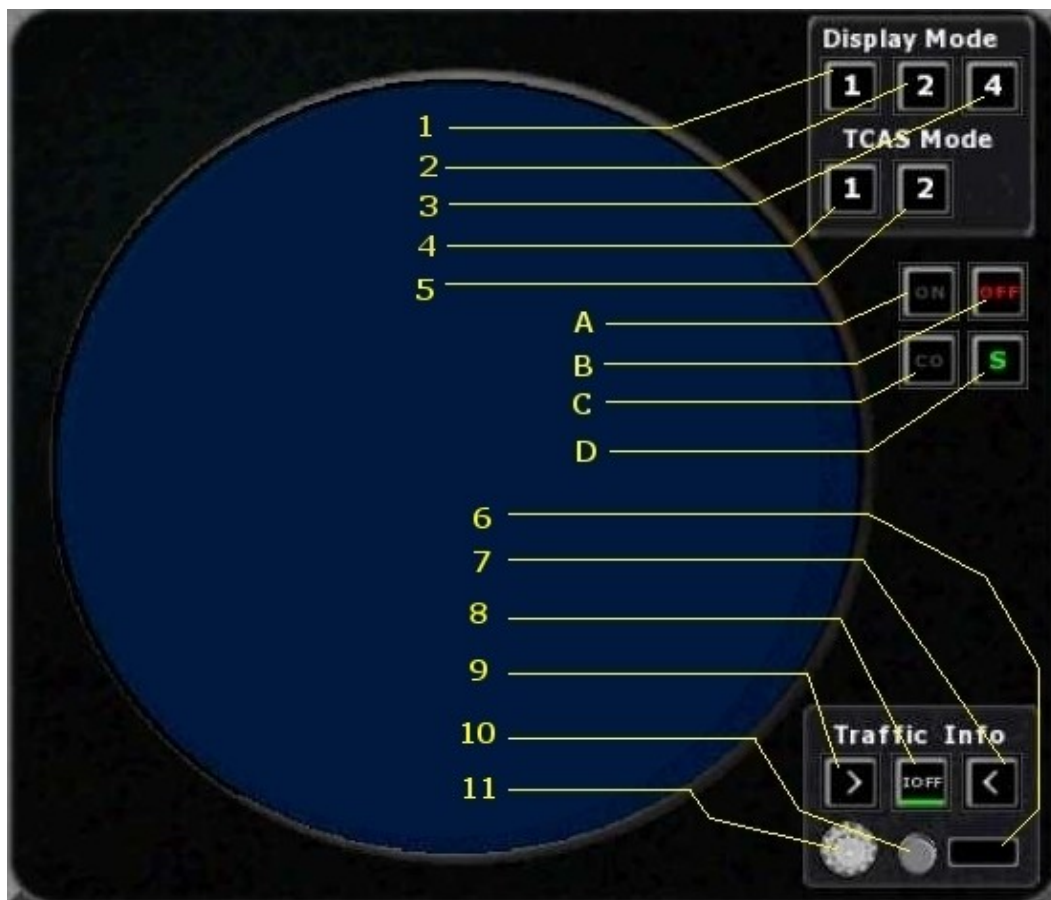 Display Mode
1 2 4
TCAS Mode
1 2
1
2
3
4
5
ON OFF
CO S
A
B
C
D
6
7
8
9
10
11
Traffic Info
> IOFF <